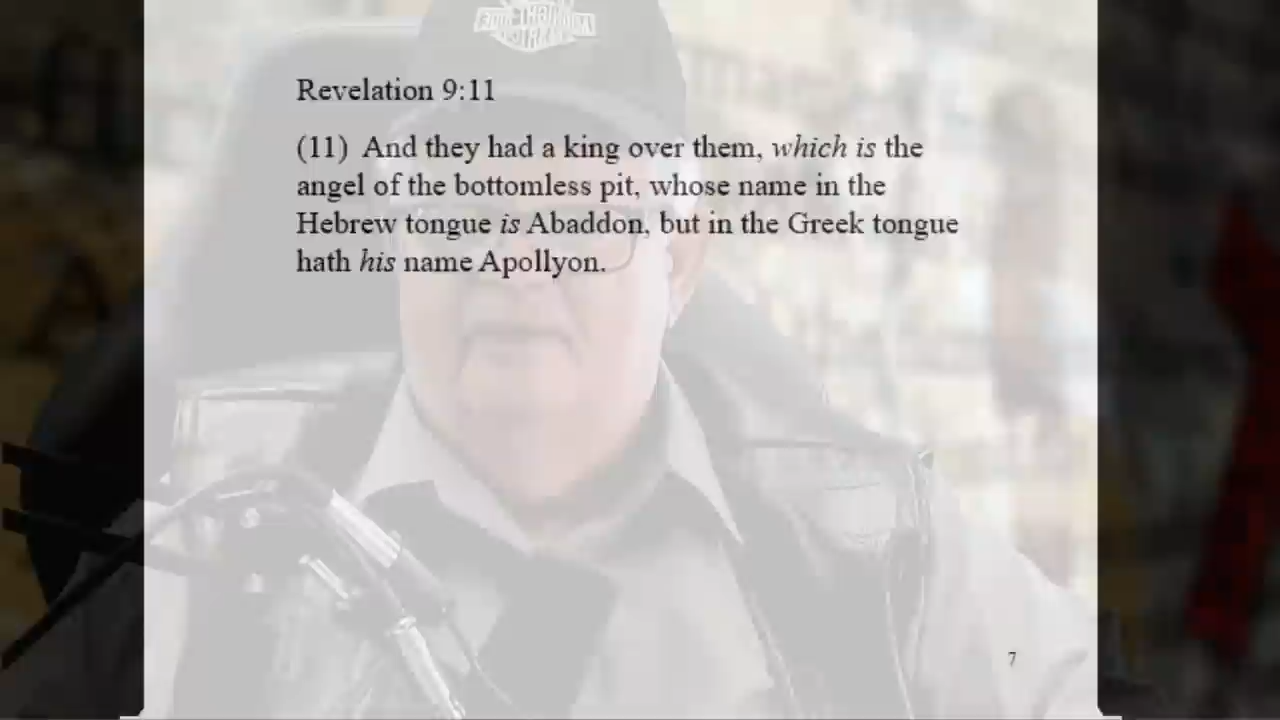 Revelation 9:11
(11) And they had a king over them, which is the
angel of the bottomless pit, whose name in the
Hebrew tongue is Abaddon, but in the Greek tongue
hath his name Apollyon.
7